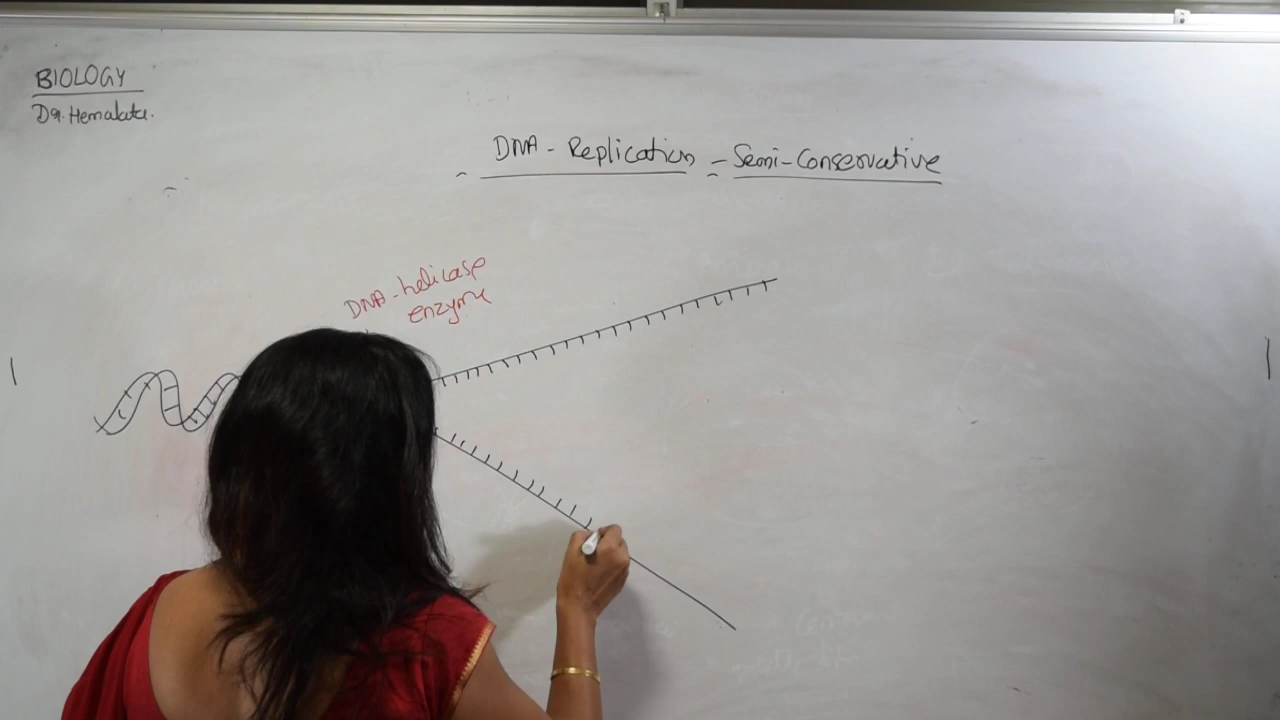 BIOLOGY
Dr. Hemalata.
DNA - Replication - Semi-Conservative
DNA - helicase
enzyme